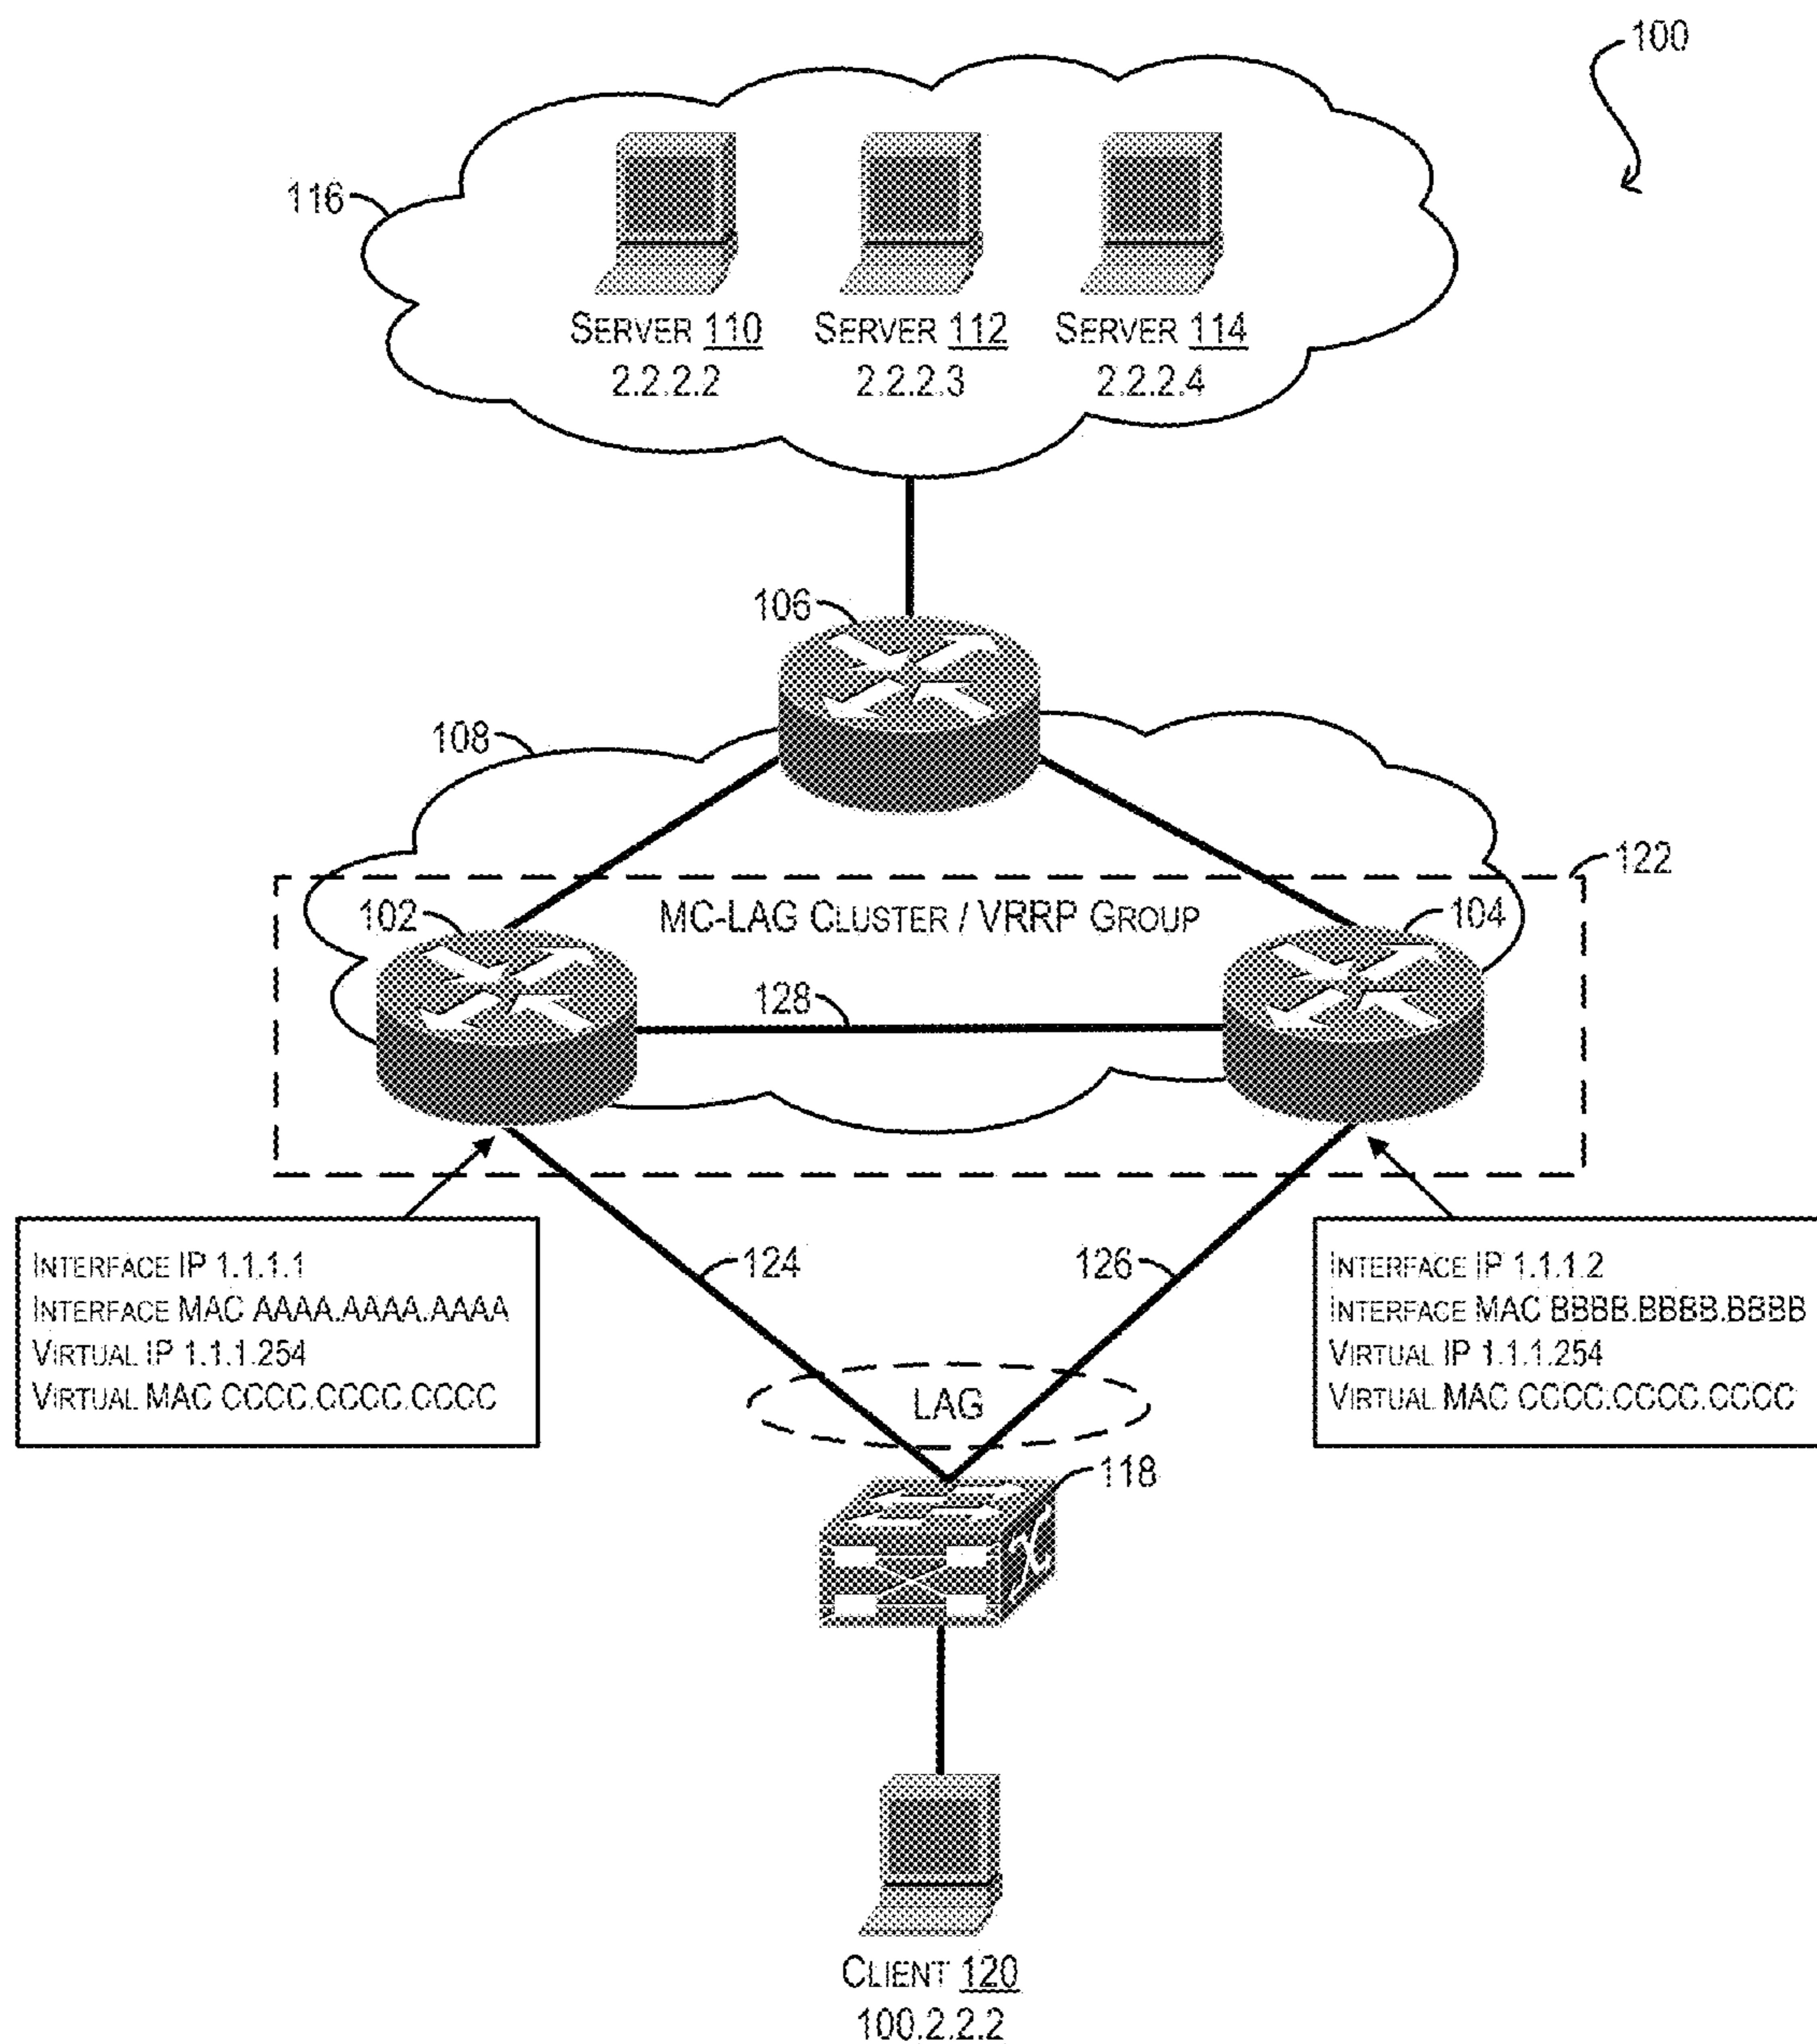 100
116
SERVER 110 SERVER 112 SERVER 114
2.2.2.2 2.2.2.3 2.2.2.4
106
108
122
MC-LAG CLUSTER / VRRP GROUP
102
104
128
INTERFACE IP 1.1.1.1
INTERFACE MAC AAAA.AAAA.AAAA
VIRTUAL IP 1.1.1.254
VIRTUAL MAC CCCC.CCCC.CCCC
124
126
INTERFACE IP 1.1.1.2
INTERFACE MAC BBBB.BBBB.BBBB
VIRTUAL IP 1.1.1.254
VIRTUAL MAC CCCC.CCCC.CCCC
LAG
118
CLIENT 120
100.2.2.2